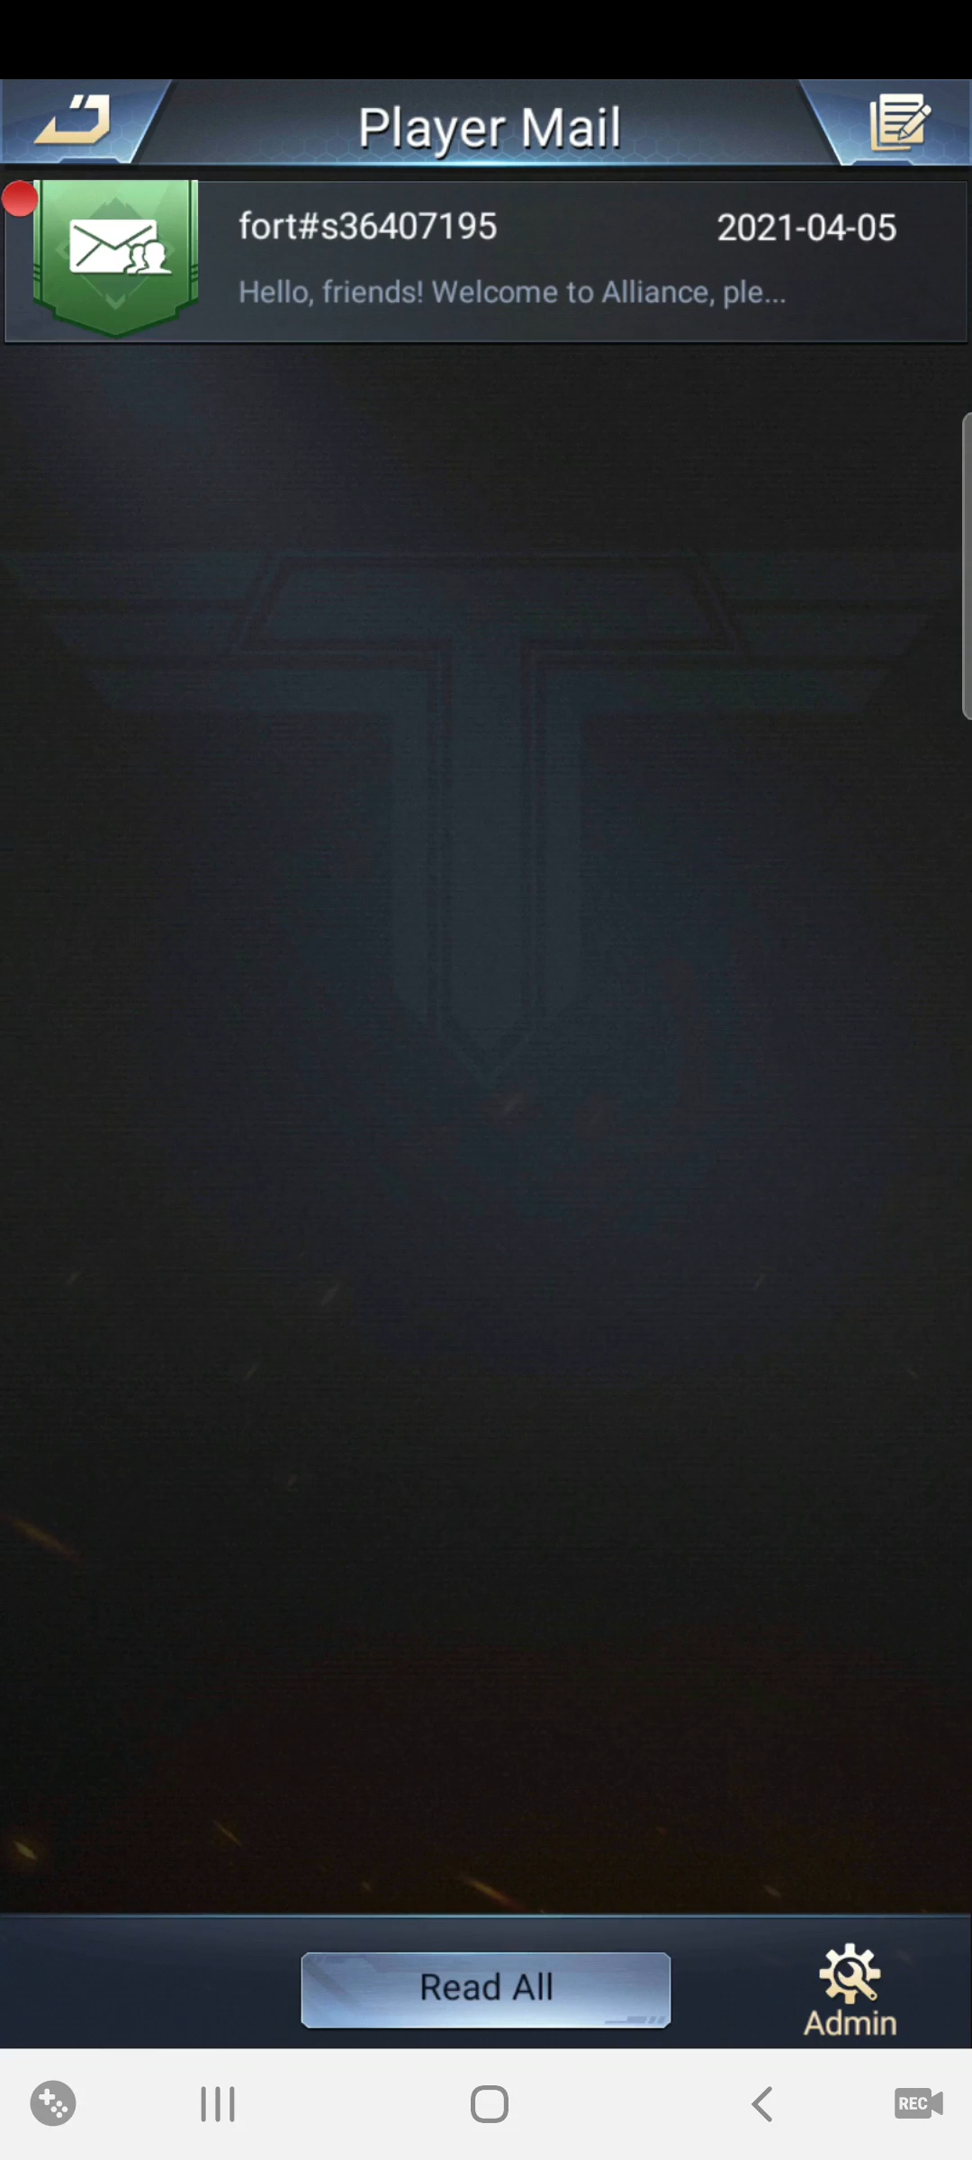 Player Mail
fort#s36407195
2021-04-05
Hello, friends! Welcome to Alliance, ple...
Read All
Admin
REC